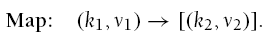 Map: (k₁, v₁) → [(k₂, v₂)].